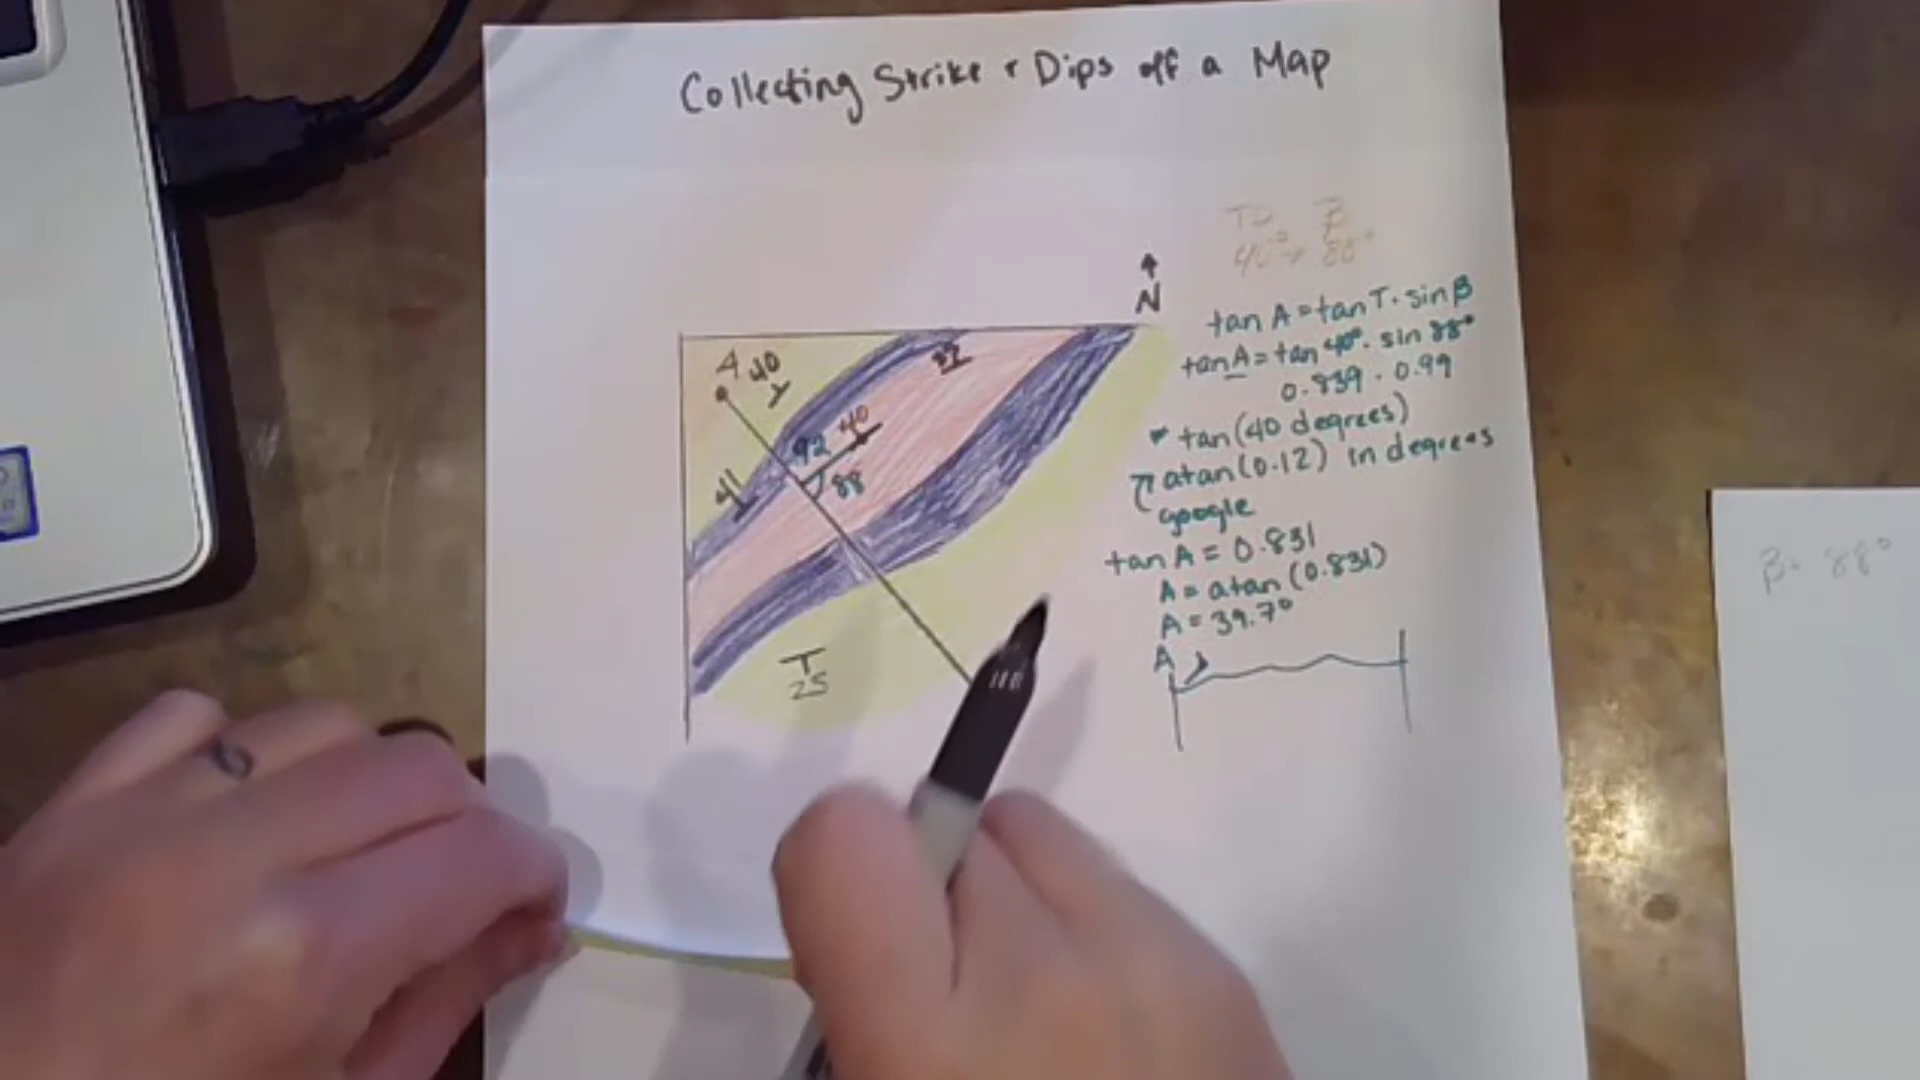 Collecting Strike & Dips off a Map
TD β
40° → 88°
N
tan A = tan T · sin β
tan A = tan 40° · sin 88°
0.839 · 0.99
tan (40 degrees)
atan (0.12) in degrees
google
tan A = 0.831
A = atan (0.831)
A = 39.7°
A
A 40
92 40
88
41
25
β= 88°